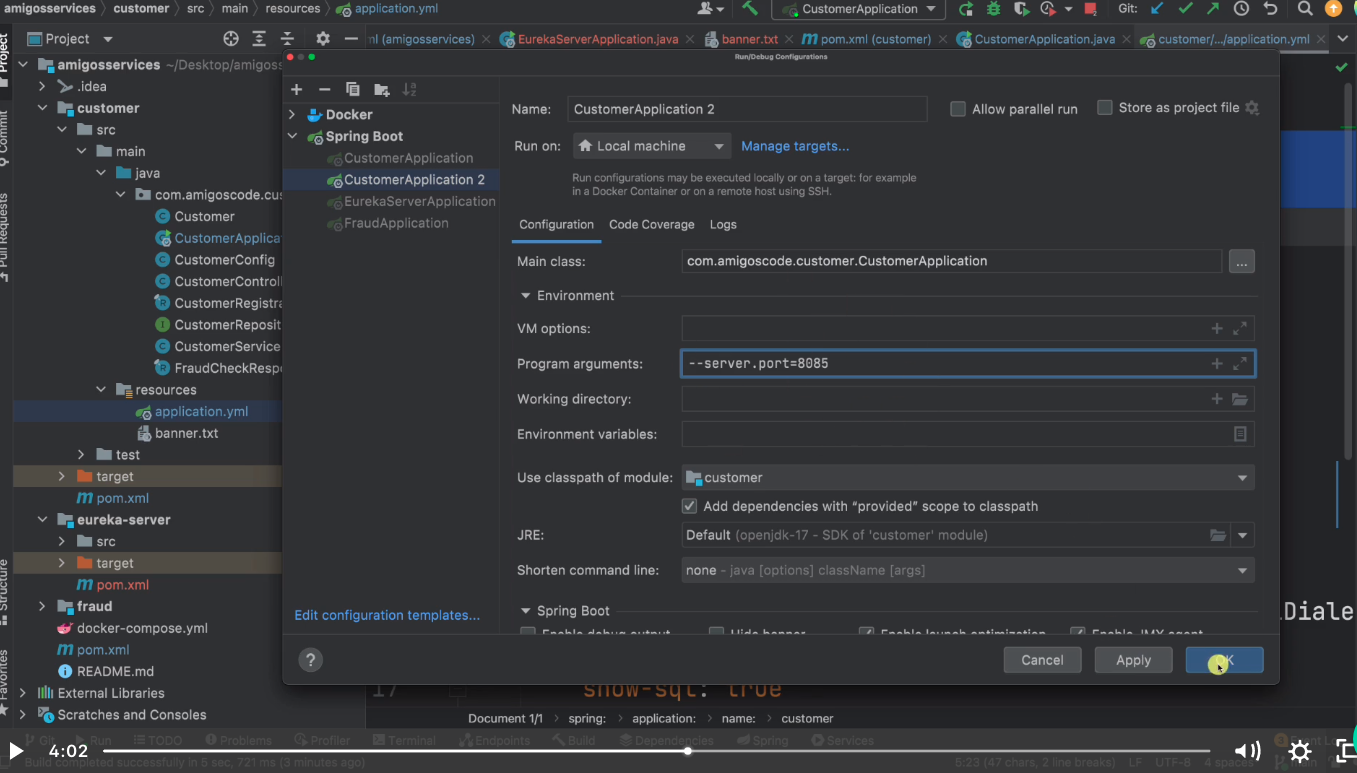 amigosservices 〉 customer 〉 src 〉 main 〉 resources 〉 application.yml
CustomerApplication
Git:
Project
ml (amigosservices) ×
EurekaServerApplication.java ×
banner.txt ×
pom.xml (customer) ×
CustomerApplication.java ×
customer/.../application.yml ×
Project
Commit
Pull Requests
Structure
Favorites
amigosservices ~/Desktop/amigoss
.idea
customer
src
main
java
com.amigoscode.cus
Customer
CustomerApplica
CustomerConfig
CustomerControll
CustomerRegistra
CustomerReposit
CustomerService
FraudCheckRespo
resources
application.yml
banner.txt
test
target
pom.xml
eureka-server
src
target
pom.xml
fraud
docker-compose.yml
pom.xml
README.md
External Libraries
Scratches and Consoles
Run/Debug Configurations
Docker
Spring Boot
CustomerApplication
CustomerApplication 2
EurekaServerApplication
FraudApplication
Edit configuration templates...
?
Name: CustomerApplication 2
Allow parallel run
Store as project file
Run on: Local machine
Manage targets...
Run configurations may be executed locally or on a target: for example
in a Docker Container or on a remote host using SSH.
Configuration Code Coverage Logs
Main class: com.amigoscode.customer.CustomerApplication ...
Environment
VM options:
Program arguments: --server.port=8085
Working directory:
Environment variables:
Use classpath of module: customer
Add dependencies with “provided” scope to classpath
JRE: Default (openjdk-17 - SDK of 'customer' module)
Shorten command line: none - java [options] className [args]
Spring Boot
Enable debug output Hide banner Enable launch optimization Enable JMX agent
Cancel Apply OK
Diale
17 show-sql: true
Document 1/1 〉 spring: 〉 application: 〉 name: 〉 customer
Git Run TODO Problems Profiler Terminal Endpoints Build Dependencies Spring Services Event Lo
4:02
Build completed successfully in 5 sec, 721 ms (3 minutes ago)
5:23 (47 chars, 2 line breaks) LF UTF-8 4 spaces main